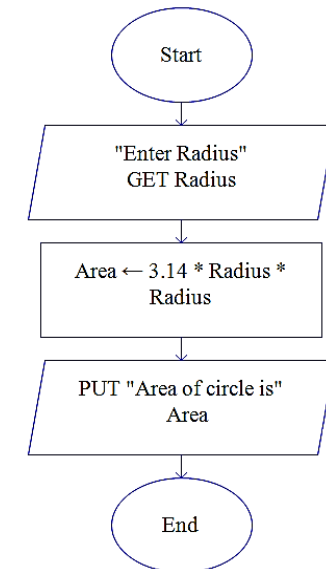 Start
"Enter Radius"
GET Radius
Area ← 3.14 * Radius *
Radius
PUT "Area of circle is"
Area
End